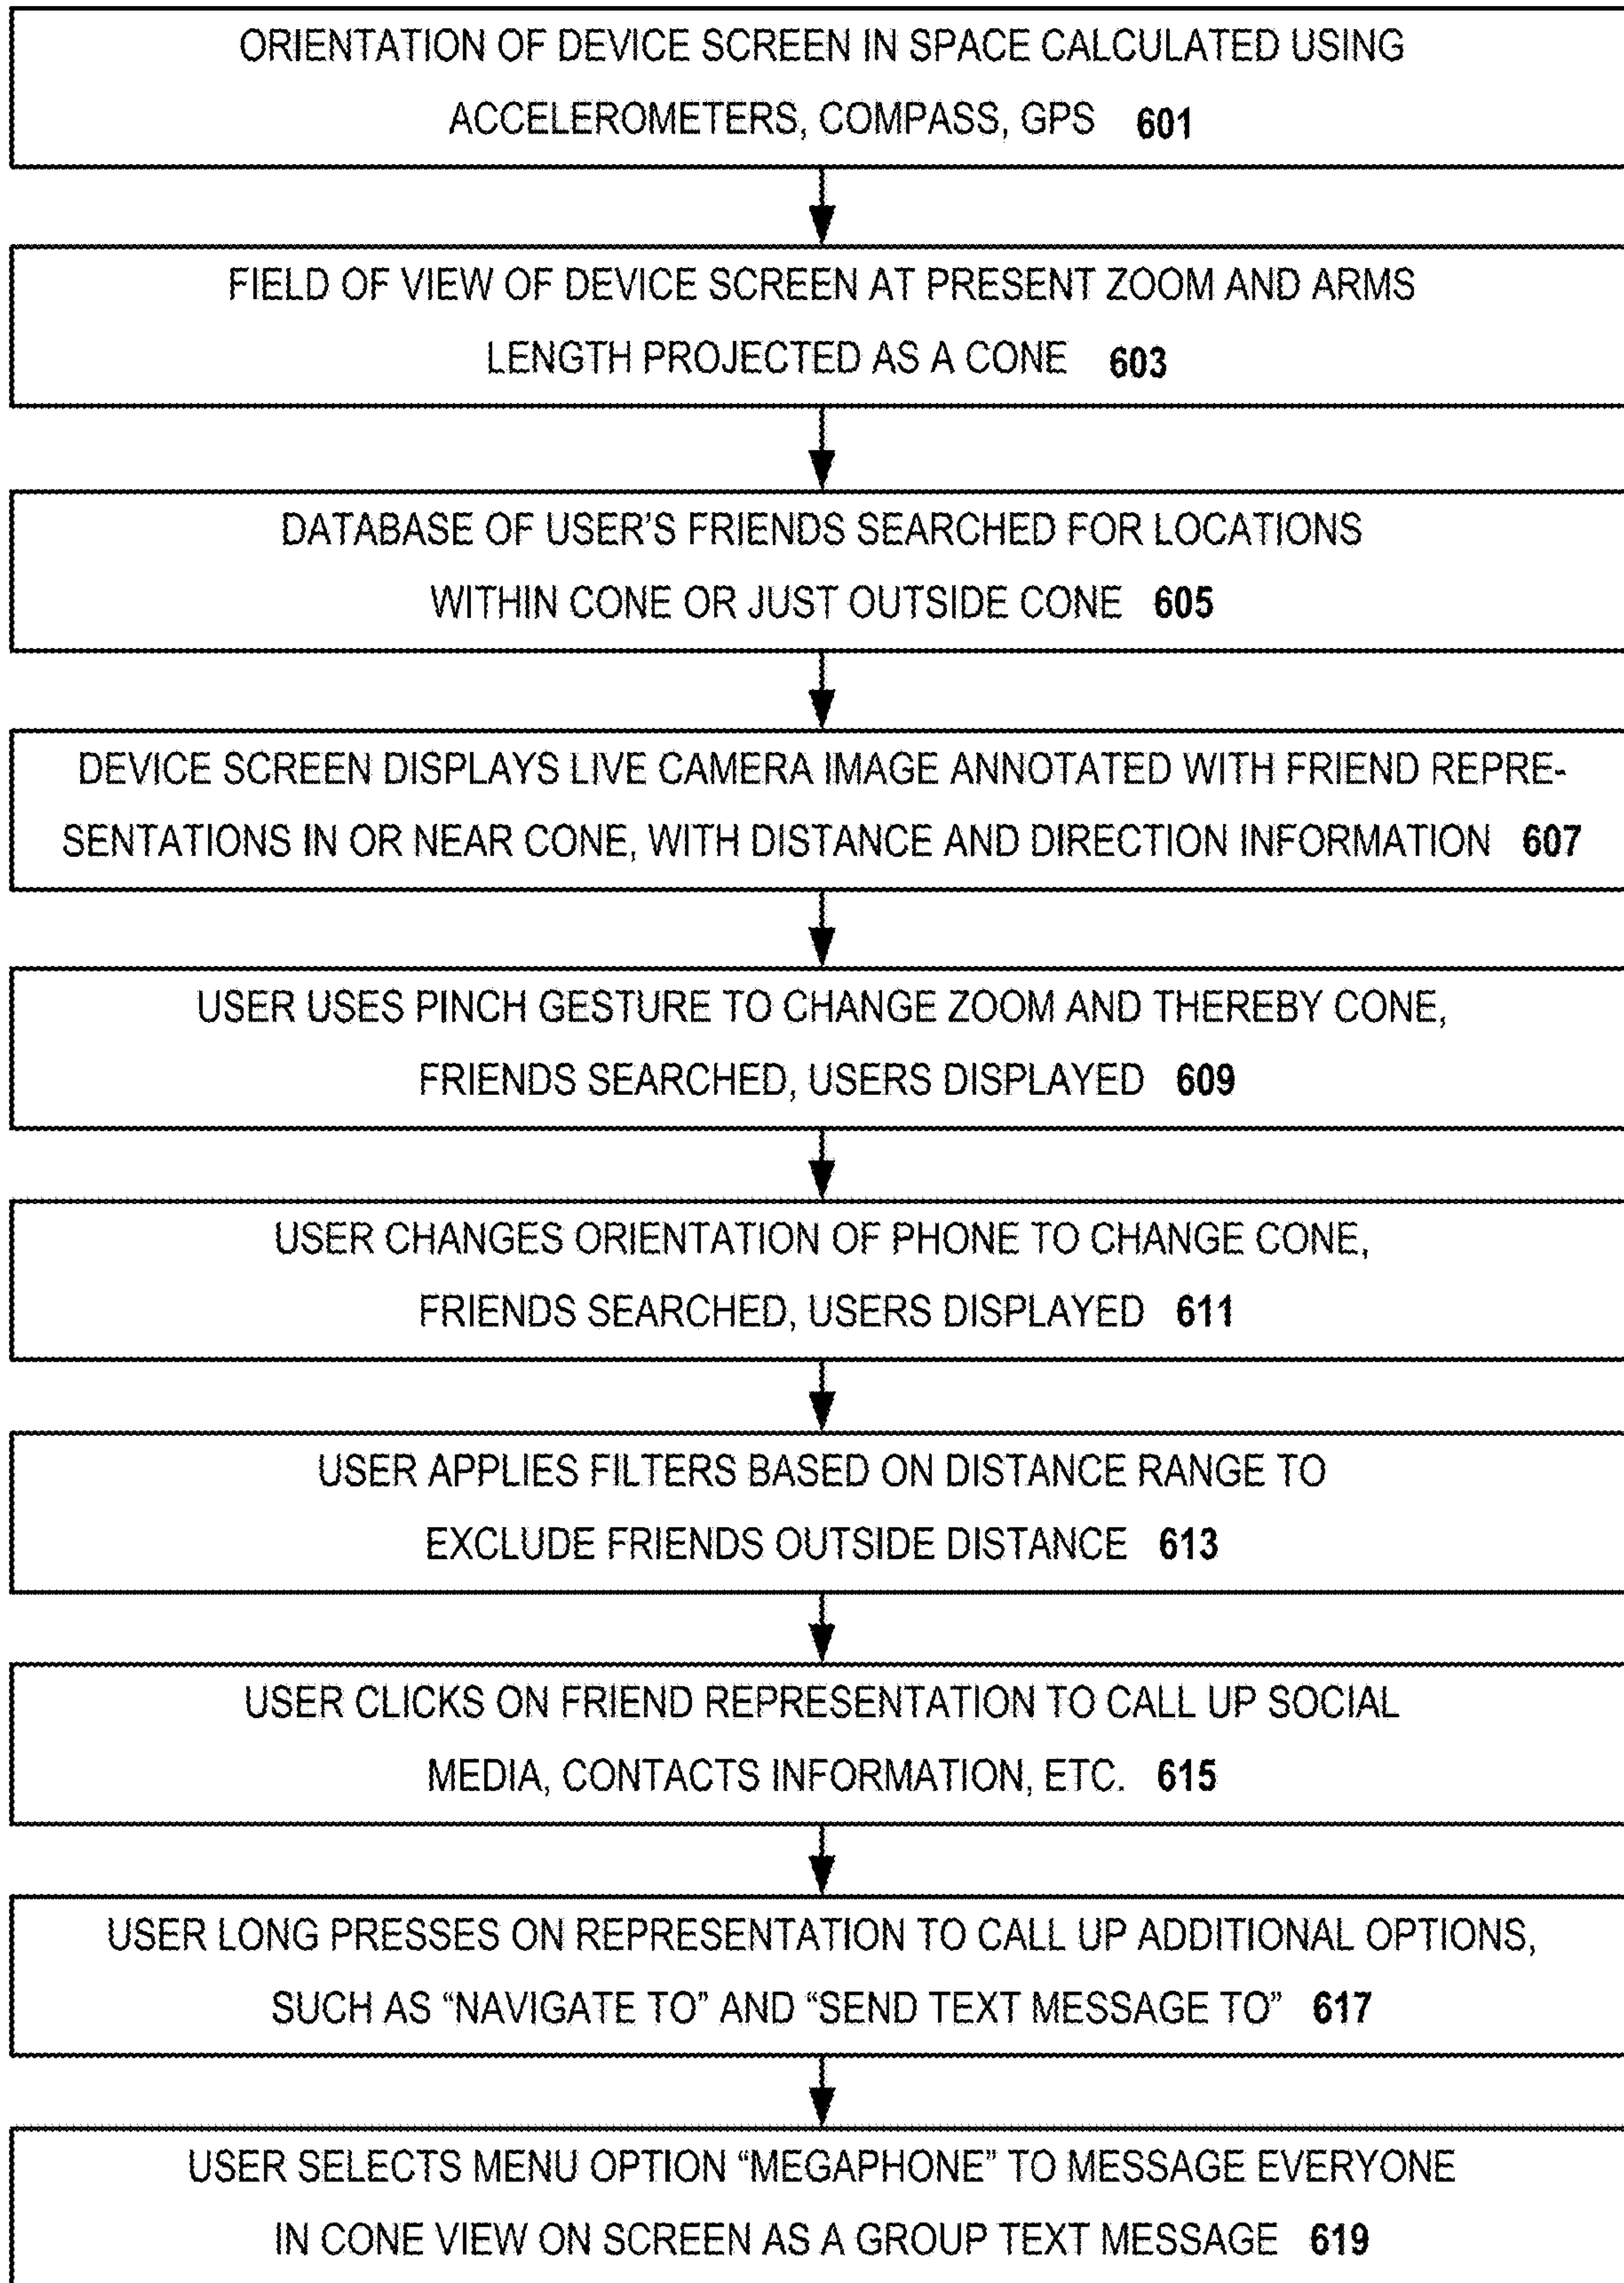 ORIENTATION OF DEVICE SCREEN IN SPACE CALCULATED USING
ACCELEROMETERS, COMPASS, GPS 601
FIELD OF VIEW OF DEVICE SCREEN AT PRESENT ZOOM AND ARMS
LENGTH PROJECTED AS A CONE 603
DATABASE OF USER'S FRIENDS SEARCHED FOR LOCATIONS
WITHIN CONE OR JUST OUTSIDE CONE 605
DEVICE SCREEN DISPLAYS LIVE CAMERA IMAGE ANNOTATED WITH FRIEND REPRE-
SENTATIONS IN OR NEAR CONE, WITH DISTANCE AND DIRECTION INFORMATION 607
USER USES PINCH GESTURE TO CHANGE ZOOM AND THEREBY CONE,
FRIENDS SEARCHED, USERS DISPLAYED 609
USER CHANGES ORIENTATION OF PHONE TO CHANGE CONE,
FRIENDS SEARCHED, USERS DISPLAYED 611
USER APPLIES FILTERS BASED ON DISTANCE RANGE TO
EXCLUDE FRIENDS OUTSIDE DISTANCE 613
USER CLICKS ON FRIEND REPRESENTATION TO CALL UP SOCIAL
MEDIA, CONTACTS INFORMATION, ETC. 615
USER LONG PRESSES ON REPRESENTATION TO CALL UP ADDITIONAL OPTIONS,
SUCH AS “NAVIGATE TO” AND “SEND TEXT MESSAGE TO” 617
USER SELECTS MENU OPTION “MEGAPHONE” TO MESSAGE EVERYONE
IN CONE VIEW ON SCREEN AS A GROUP TEXT MESSAGE 619